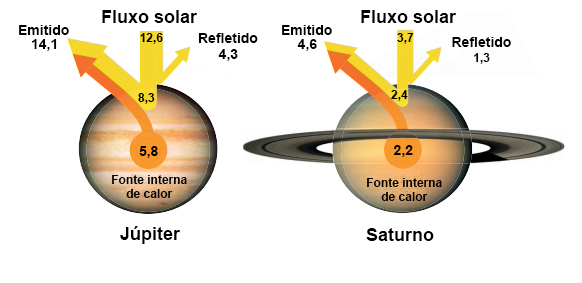 Fluxo solar
Emitido
14,1
12,6
Refletido
4,3
8,3
5,8
Fonte interna
de calor
Júpiter
Fluxo solar
Emitido
4,6
3,7
Refletido
1,3
2,4
2,2
Fonte interna
de calor
Saturno